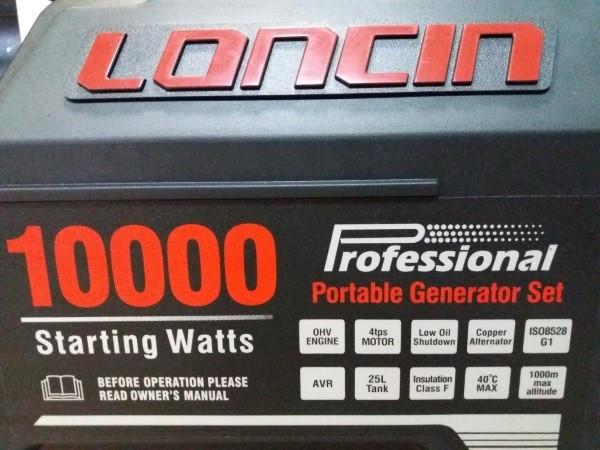 LONCIN
10000
Starting Watts
BEFORE OPERATION PLEASE
READ OWNER'S MANUAL
Professional
Portable Generator Set
OHV
ENGINE
4tps
MOTOR
Low Oil
Shutdown
Copper
Alternator
ISO8528
G1
AVR
25L
Tank
Insulation
Class F
40°C
MAX
1000m
max
altitude